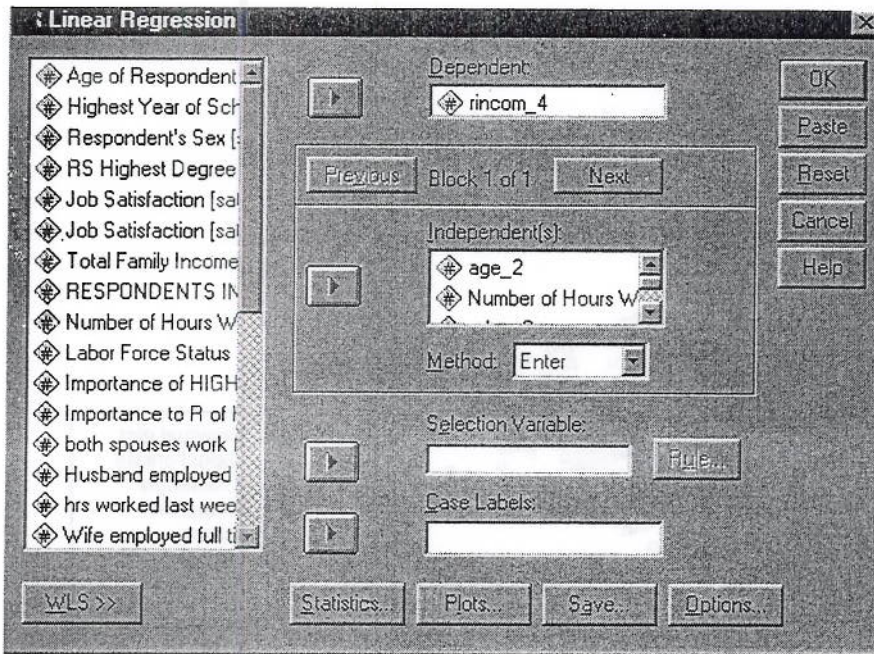 Linear Regression
Age of Respondent
Highest Year of Sch
Respondent's Sex [
RS Highest Degree
Job Satisfaction [sa
Job Satisfaction [sa
Total Family Income
RESPONDENTS IN
Number of Hours W
Labor Force Status
Importance of HIGH
Importance to R of
both spouses work
Husband employed
hrs worked last wee
Wife employed full ti
WLS >>
Dependent:
rincom_4
Previous
Block 1 of 1
Next
Independent(s):
age_2
Number of Hours W
Method:
Enter
Selection Variable:
Rule...
Case Labels:
Statistics...
Plots...
Save...
Options...
OK
Paste
Reset
Cancel
Help